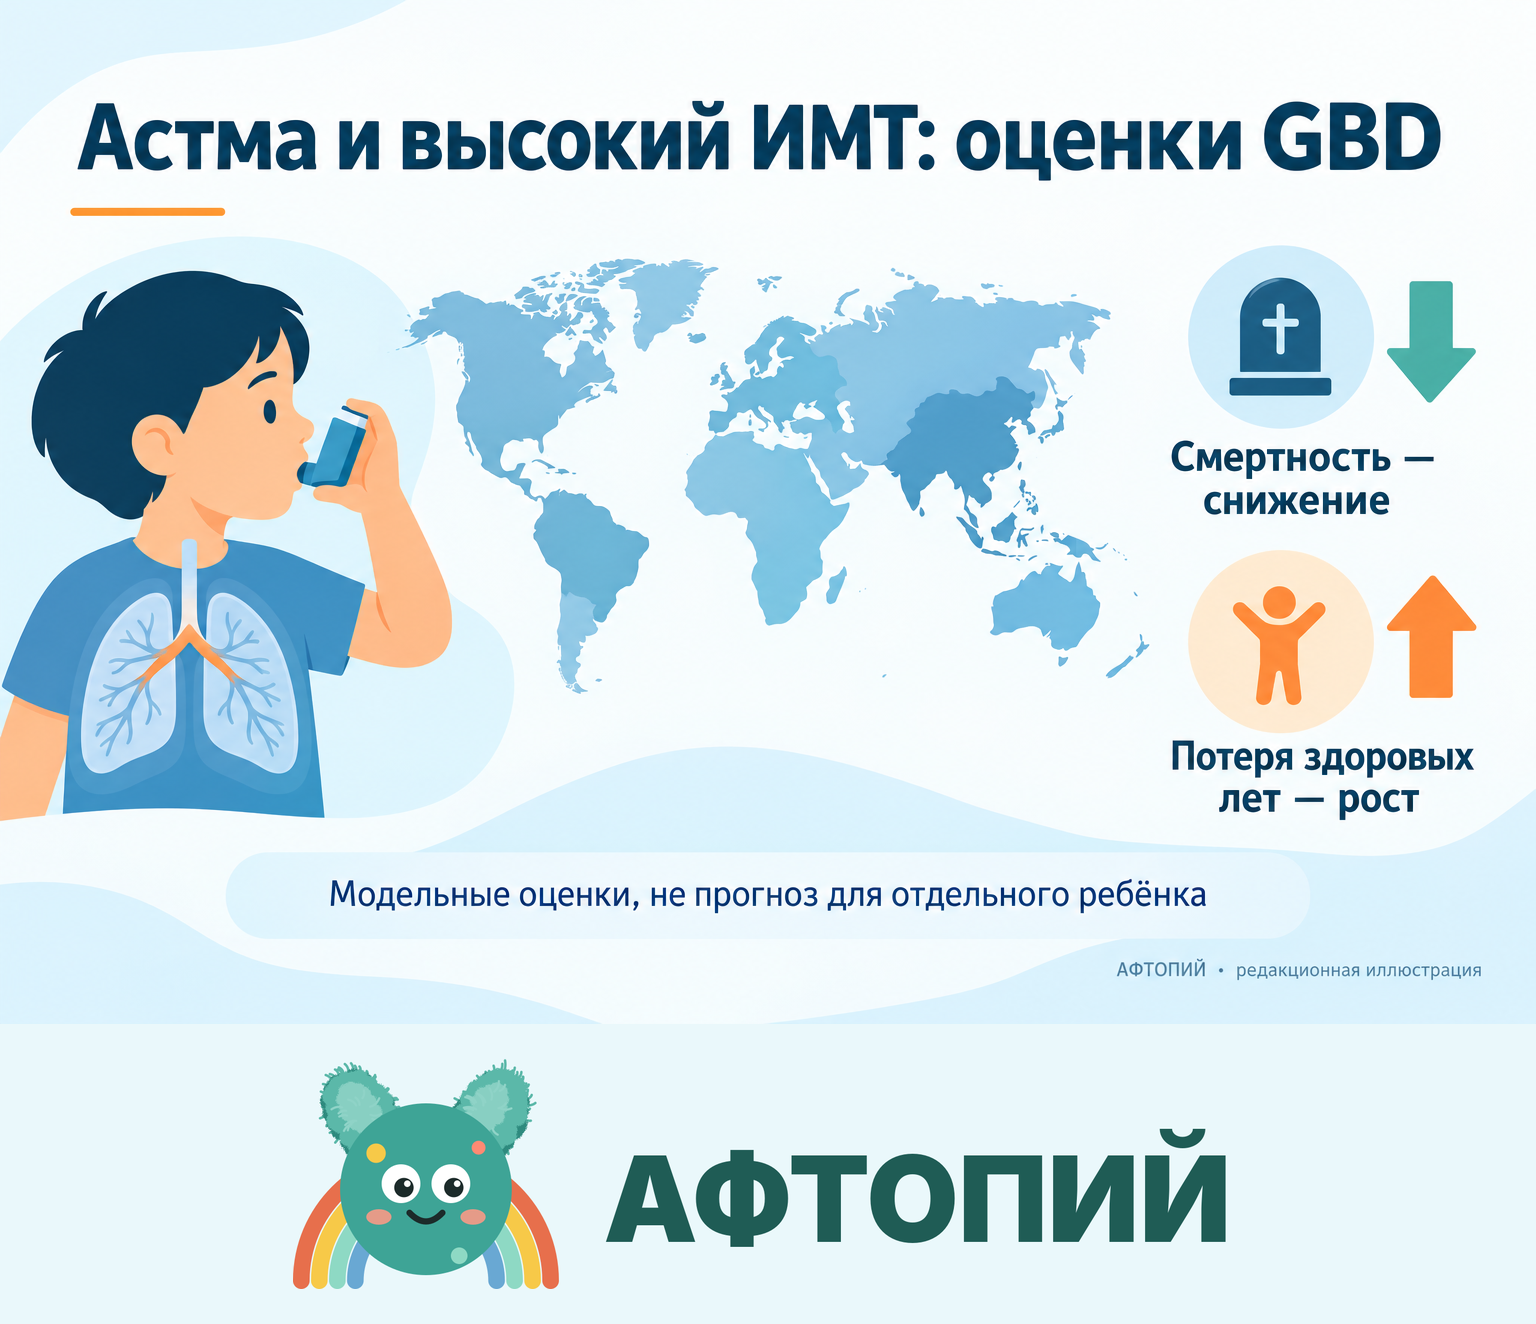 Астма и высокий ИМТ: оценки GBD
Смертность —
снижение
Потеря здоровых
лет — рост
Модельные оценки, не прогноз для отдельного ребёнка
АФТОПИЙ • редакционная иллюстрация
АФТОПИЙ